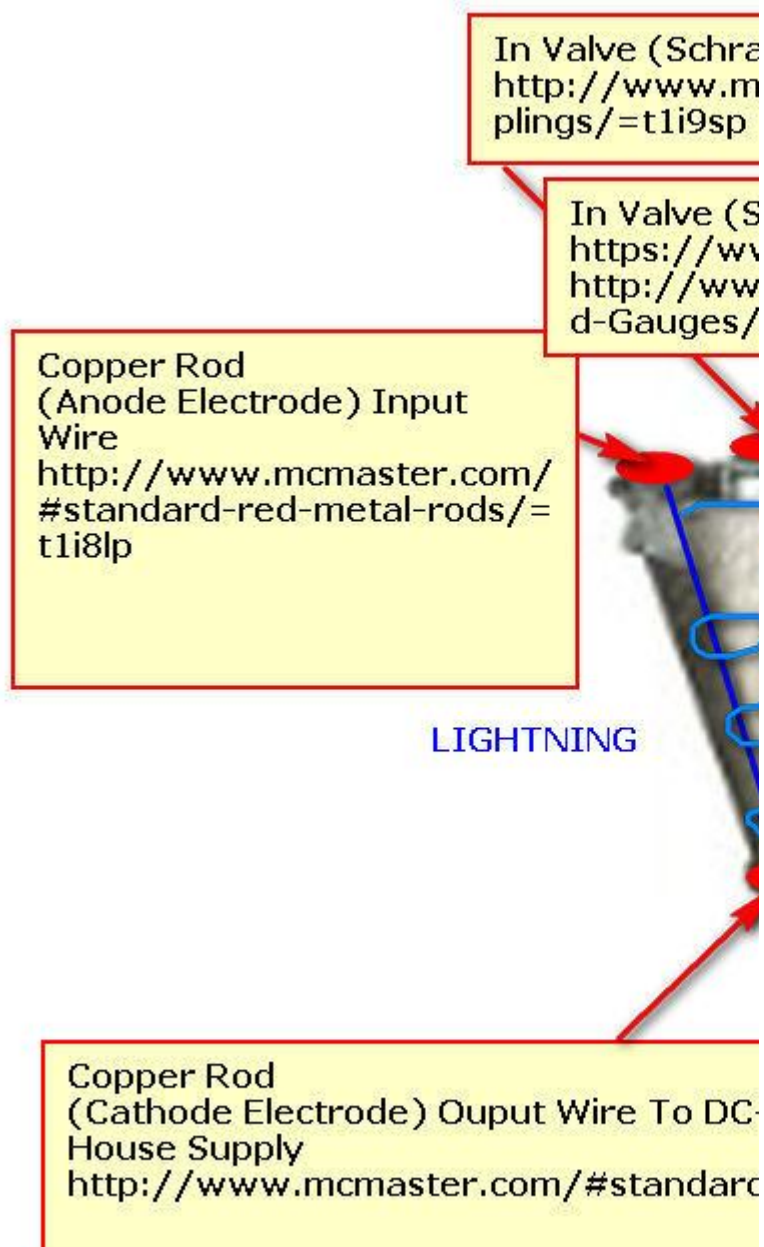 In Valve (Schra
http://www.m
plings/=t1i9sp
In Valve (S
https://wv
http://ww
d-Gauges/
Copper Rod
(Anode Electrode) Input
Wire
http://www.mcmaster.com/
#standard-red-metal-rods/=
t1i8lp
LIGHTNING
Copper Rod
(Cathode Electrode) Ouput Wire To DC-
House Supply
http://www.mcmaster.com/#standard